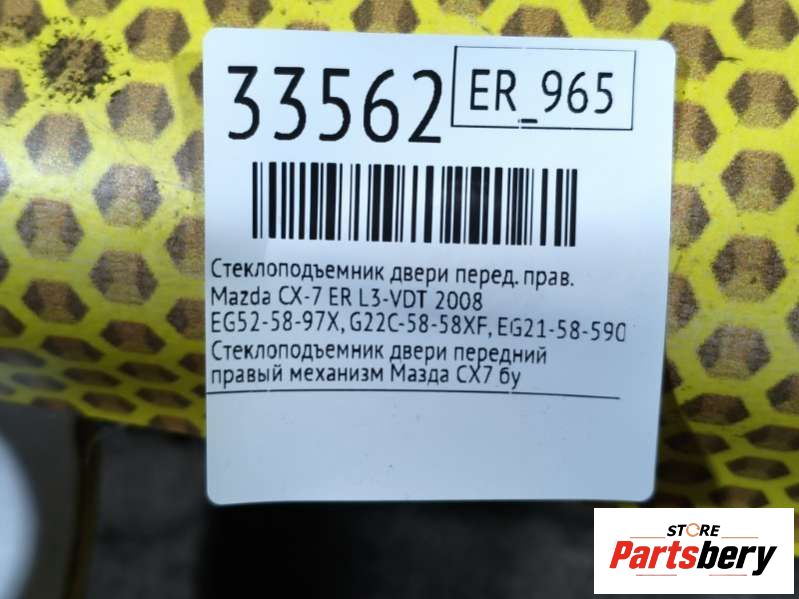 33562
ER_965
Стеклоподъемник двери перед. прав.
Mazda CX-7 ER L3-VDT 2008
EG52-58-97X, G22C-58-58XF, EG21-58-590
Стеклоподъемник двери передний
правый механизм Мазда СХ7 бу
STORE
Partsbery